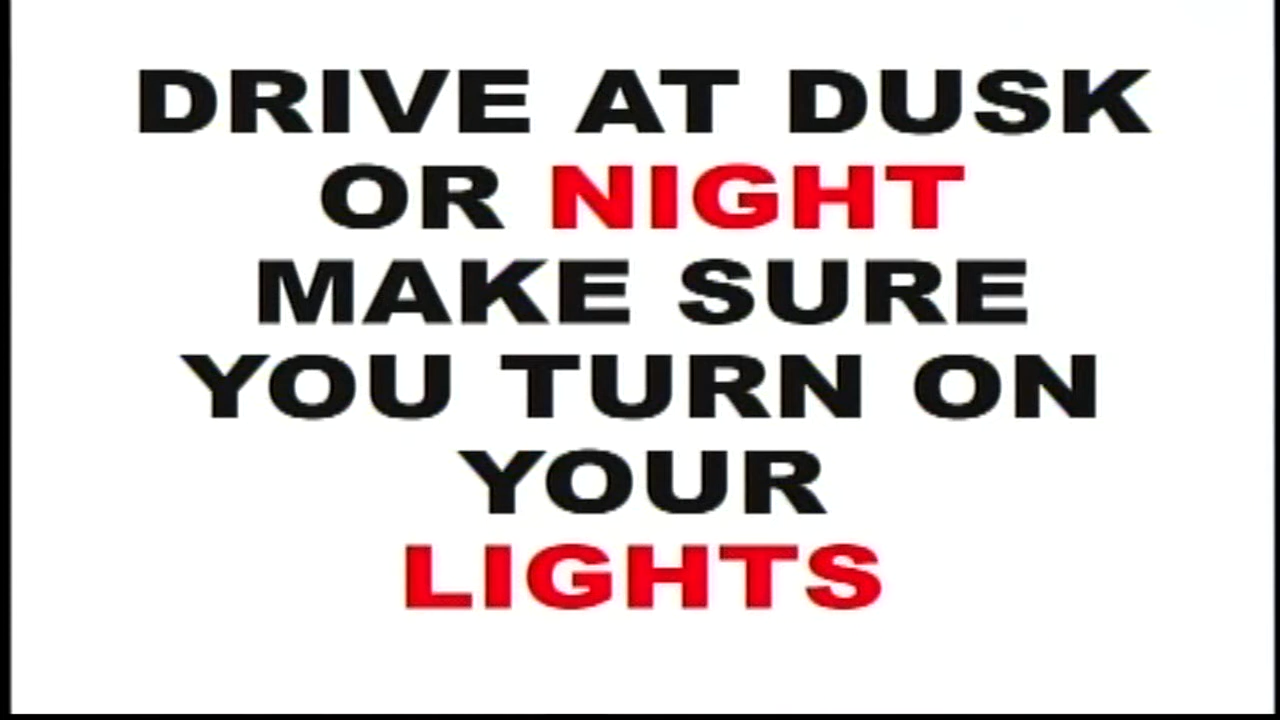 DRIVE AT DUSK
OR NIGHT
MAKE SURE
YOU TURN ON
YOUR
LIGHTS